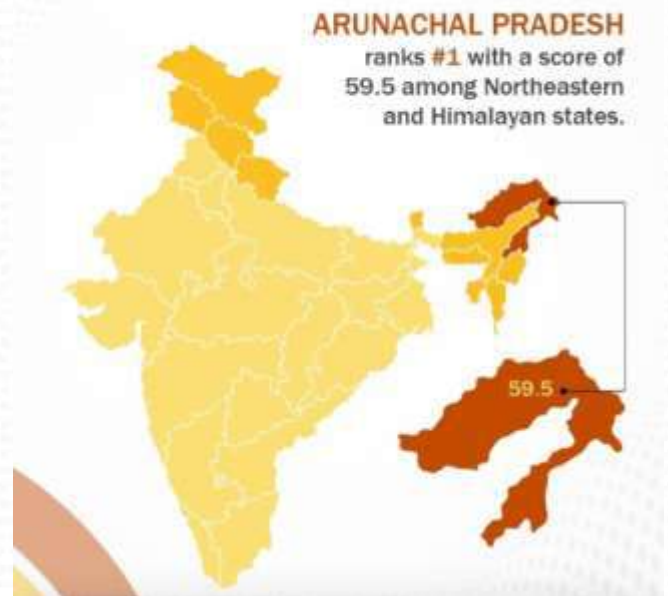 ARUNACHAL PRADESH
ranks #1 with a score of
59.5 among Northeastern
and Himalayan states.
59.5